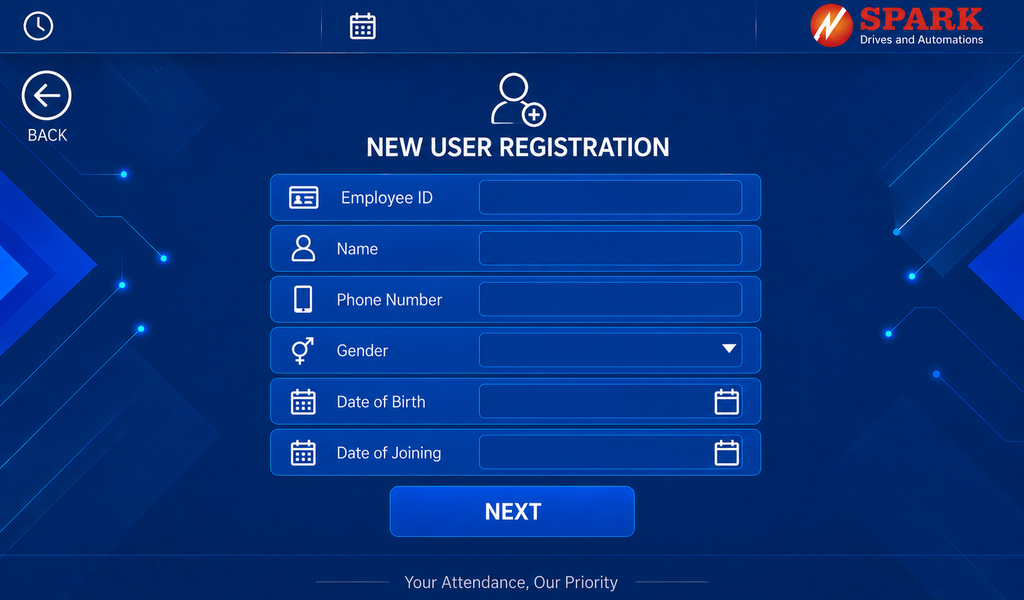 SPARK
Drives and Automations
BACK
NEW USER REGISTRATION
Employee ID
Name
Phone Number
Gender
Date of Birth
Date of Joining
NEXT
Your Attendance, Our Priority